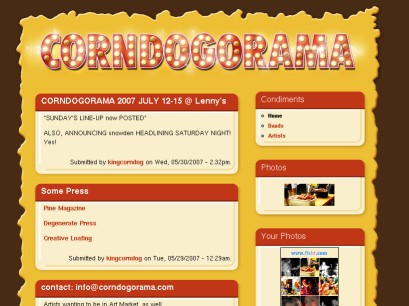 CORNDOGORAMA
CORNDOGORAMA 2007 JULY 12-15 @ Lenny's
"SUNDAY'S LINE-UP now POSTED"
ALSO, ANNOUNCING snowden HEADLINING SATURDAY NIGHT!
Yes!
Submitted by kingcorndog on Wed, 05/30/2007 - 2:32pm.
Some Press
Pine Magazine
Degenerate Press
Creative Loafing
Submitted by kingcorndog on Tue, 05/29/2007 - 12:29am.
contact: info@corndogorama.com
Artists wanting to be in Art Market, as well
Condiments
Home
Bands
Artists
Photos
Your Photos
www.flickr.com